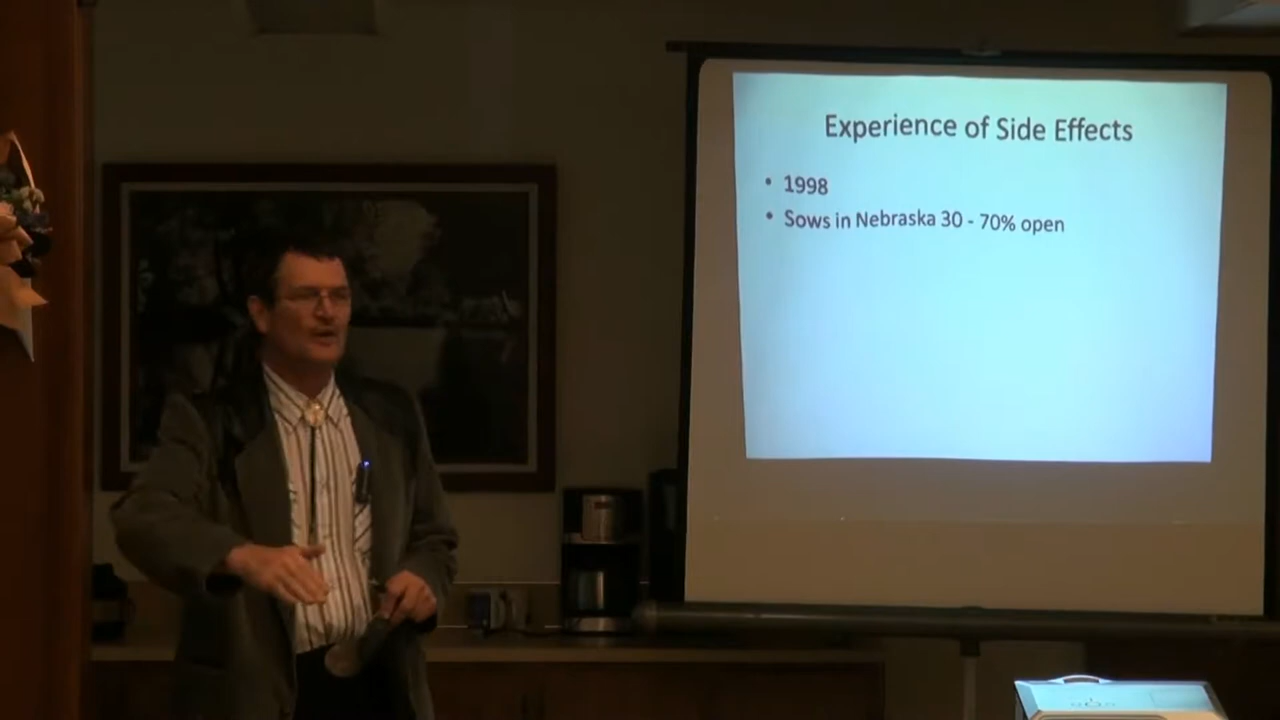 Experience of Side Effects
• 1998
• Sows in Nebraska 30 - 70% open